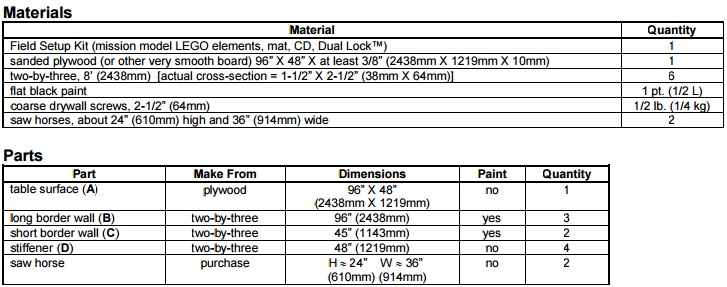 Materials
Material Quantity
Field Setup Kit (mission model LEGO elements, mat, CD, Dual Lock™) 1
sanded plywood (or other very smooth board) 96” X 48” X at least 3/8” (2438mm X 1219mm X 10mm) 1
two-by-three, 8’ (2438mm) [actual cross-section = 1-1/2” X 2-1/2” (38mm X 64mm)] 6
flat black paint 1 pt. (1/2 L)
coarse drywall screws, 2-1/2” (64mm) 1/2 lb. (1/4 kg)
saw horses, about 24” (610mm) high and 36” (914mm) wide 2
Parts
Part Make From Dimensions Paint Quantity
table surface (A) plywood 96” X 48” no 1
(2438mm X 1219mm)
long border wall (B) two-by-three 96” (2438mm) yes 3
short border wall (C) two-by-three 45” (1143mm) yes 2
stiffener (D) two-by-three 48” (1219mm) no 4
saw horse purchase H ≈ 24” W ≈ 36” no 2
(610mm) (914mm)